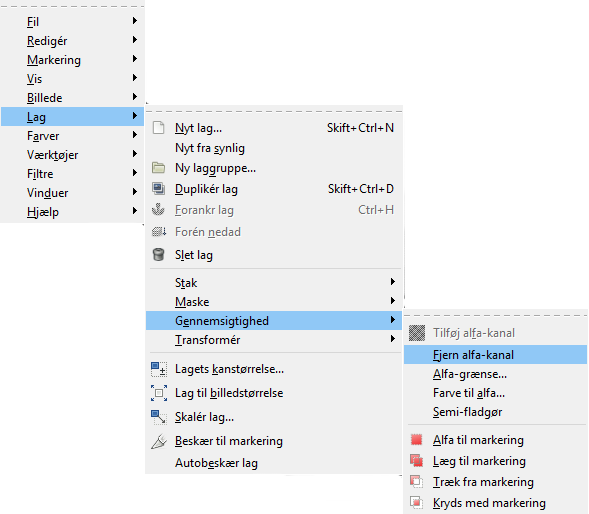 Fil
Redigér
Markering
Vis
Billede
Lag
Farver
Værktøjer
Filtre
Vinduer
Hjælp
Nyt lag... Skift+Ctrl+N
Nyt fra synlig
Ny laggruppe...
Duplikér lag Skift+Ctrl+D
Forankr lag Ctrl+H
Forén nedad
Slet lag
Stak
Maske
Gennemsigtighed
Transformér
Lagets kanstørrelse...
Lag til billedstørrelse
Skalér lag...
Beskær til markering
Autobeskær lag
Tilføj alfa-kanal
Fjern alfa-kanal
Alfa-grænse...
Farve til alfa...
Semi-fladgør
Alfa til markering
Læg til markering
Træk fra markering
Kryds med markering